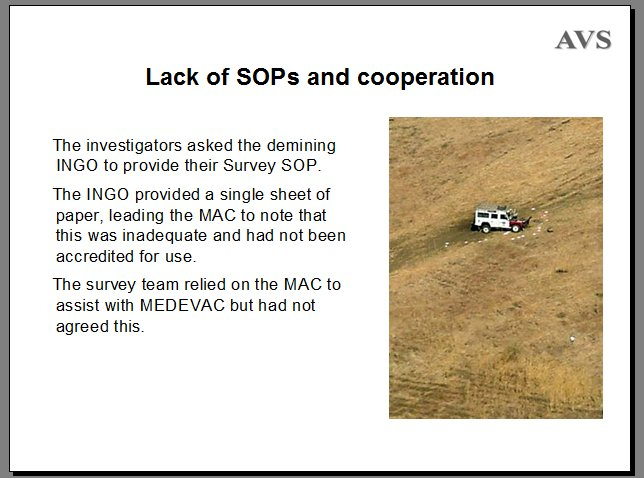 AVS
Lack of SOPs and cooperation
The investigators asked the demining
INGO to provide their Survey SOP.
The INGO provided a single sheet of
paper, leading the MAC to note that
this was inadequate and had not been
accredited for use.
The survey team relied on the MAC to
assist with MEDEVAC but had not
agreed this.